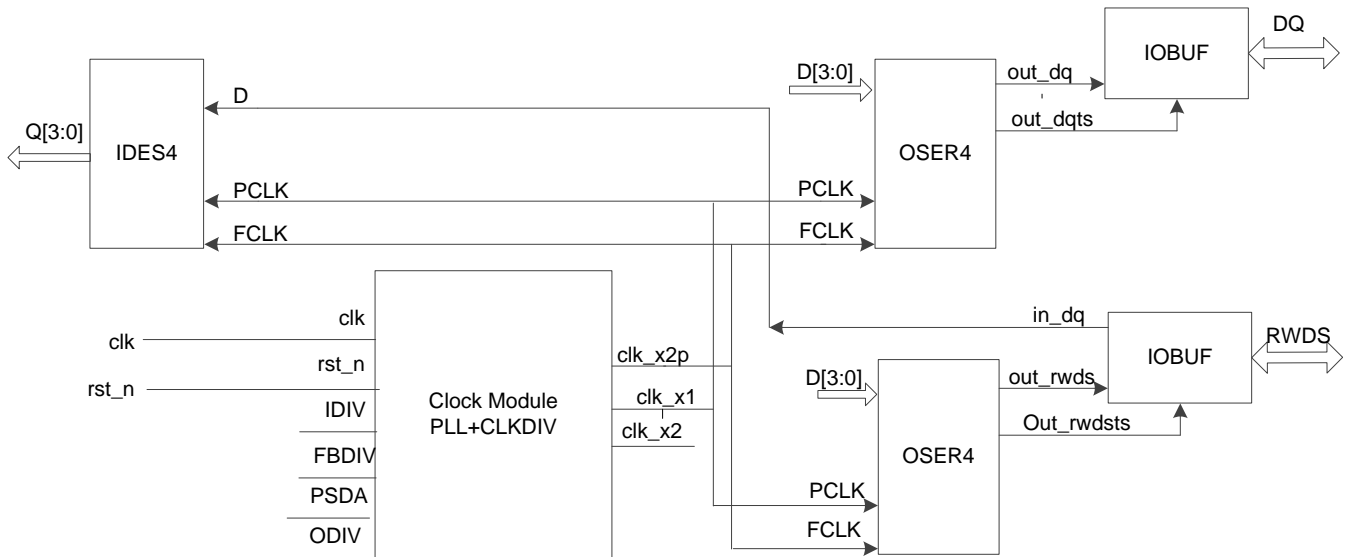 DQ
IOBUF
D[3:0]
out_dq
out_dqts
OSER4
D
Q[3:0]
IDES4
PCLK
PCLK
FCLK
FCLK
in_dq
RWDS
IOBUF
clk
clk
rst_n
rst_n
IDIV
FBDIV
PSDA
ODIV
Clock Module
PLL+CLKDIV
clk_x2p
clk_x1
clk_x2
D[3:0]
out_rwds
Out_rwdsts
OSER4
PCLK
FCLK